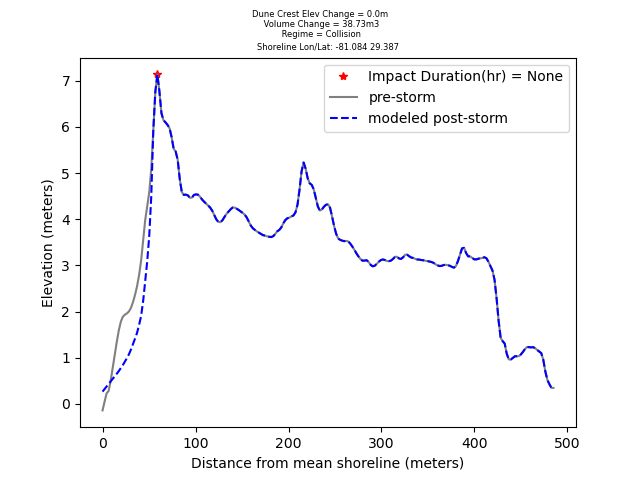 Dune Crest Elev Change = 0.0m
Volume Change = 38.73m3
Regime = Collision
Shoreline Lon/Lat: -81.084 29.387
Impact Duration(hr) = None
pre-storm
modeled post-storm
Elevation (meters)
7
6
5
4
3
2
1
0
0 100 200 300 400 500
Distance from mean shoreline (meters)